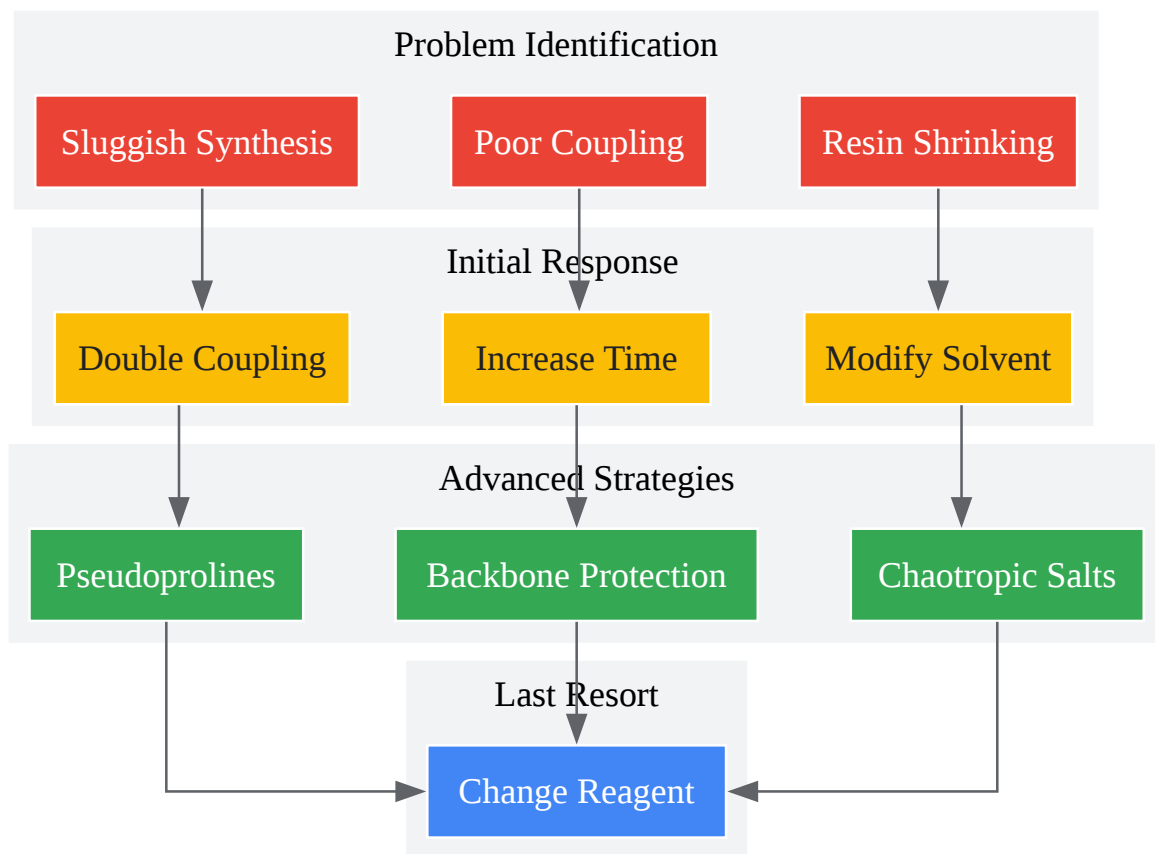 Problem Identification
Sluggish Synthesis
Poor Coupling
Resin Shrinking
Initial Response
Double Coupling
Increase Time
Modify Solvent
Advanced Strategies
Pseudoprolines
Backbone Protection
Chaotropic Salts
Last Resort
Change Reagent